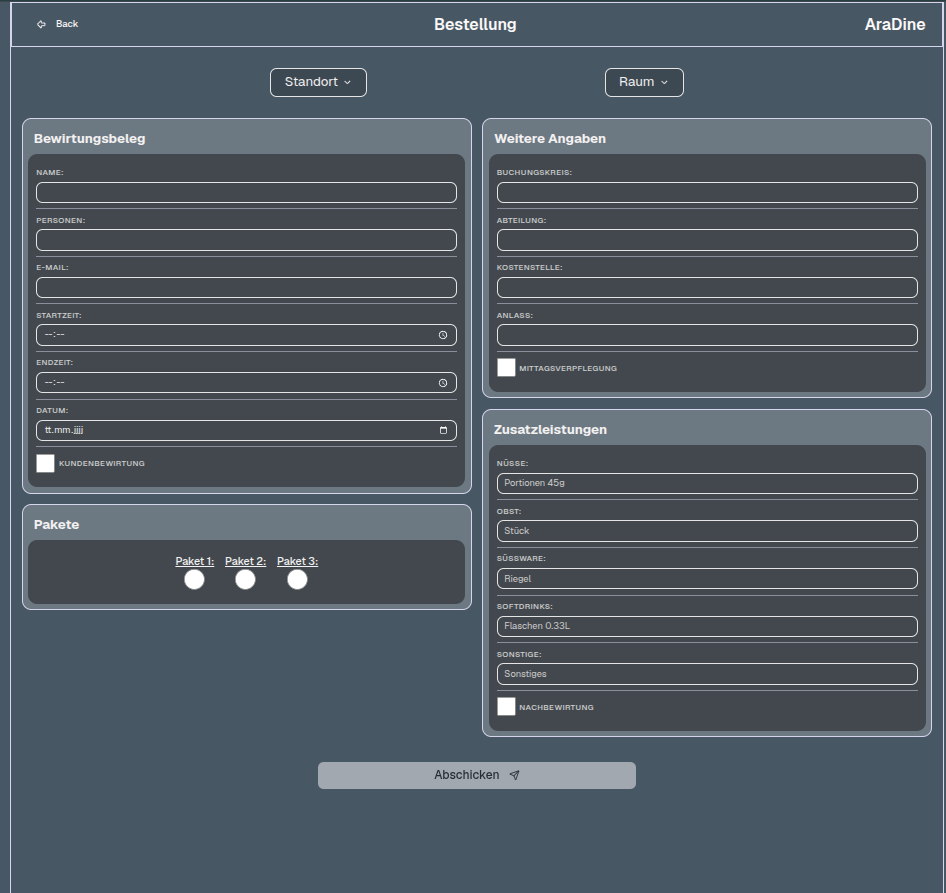 Back
Bestellung
AraDine
Standort
Raum
Bewirtungsbeleg
NAME:
PERSONEN:
E-MAIL:
STARTZEIT:
--:--
ENDZEIT:
--:--
DATUM:
tt.mm.jjjj
KUNDENBEWIRTUNG
Pakete
Paket 1: Paket 2: Paket 3:
Weitere Angaben
BUCHUNGSKREIS:
ABTEILUNG:
KOSTENSTELLE:
ANLASS:
MITTAGSVERPFLEGUNG
Zusatzleistungen
NÜSSE:
Portionen 45g
OBST:
Stück
SÜSSWARE:
Riegel
SOFTDRINKS:
Flaschen 0.33L
SONSTIGE:
Sonstiges
NACHBEWIRTUNG
Abschicken